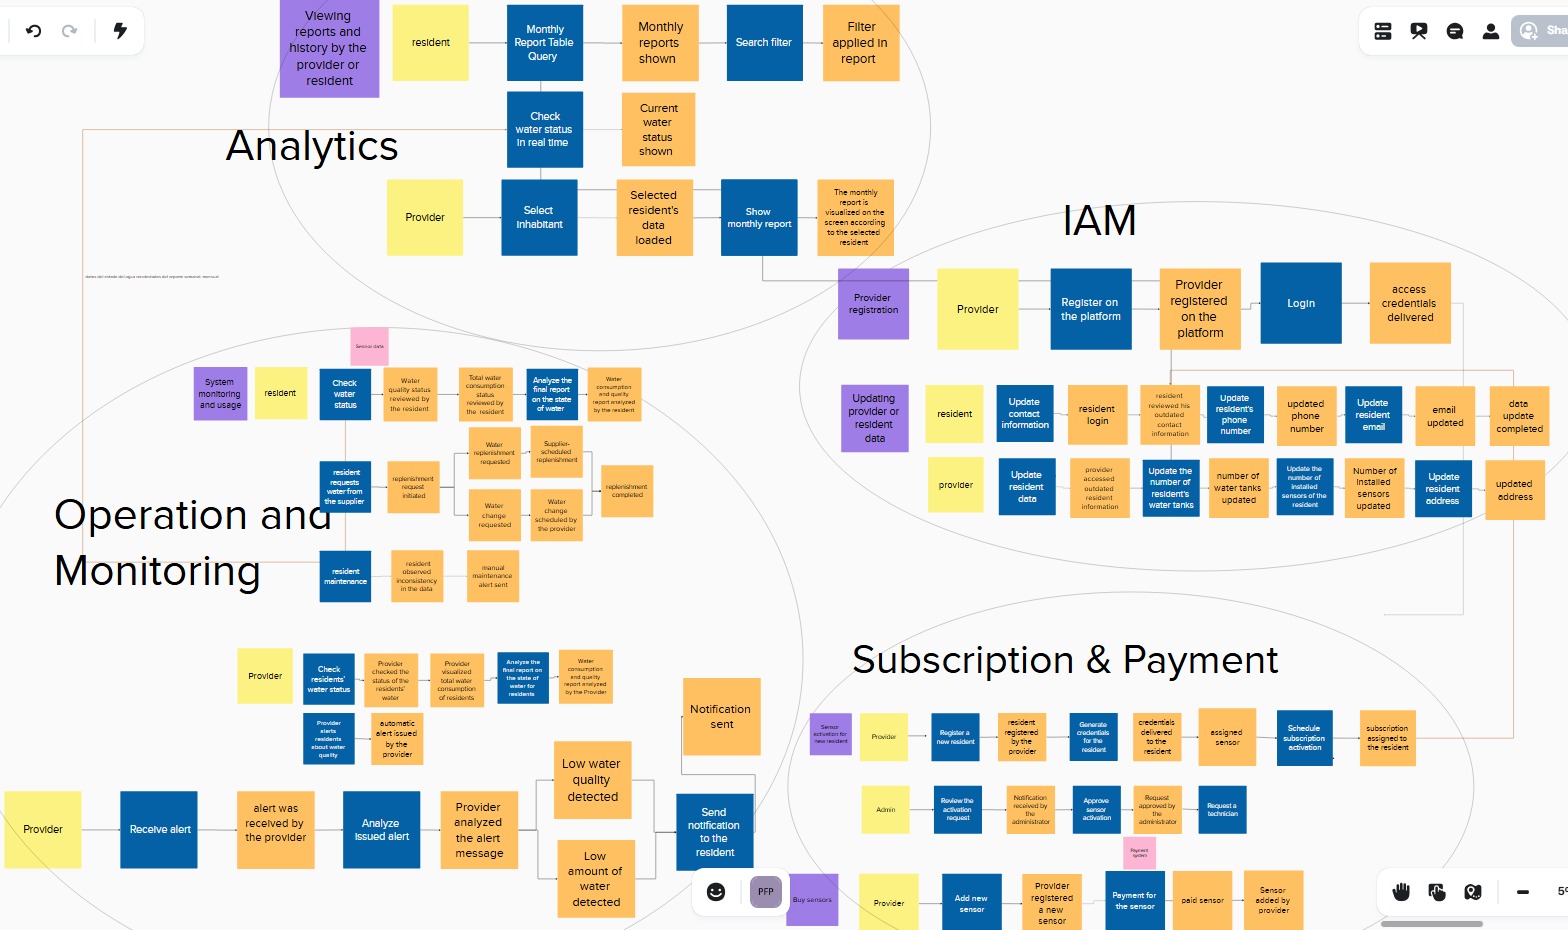 Viewing
reports and
history by the
provider or
resident
resident
Monthly
Report Table
Query
Monthly
reports
shown
Search filter
Filter
applied in
report
Sha
Check
water status
in real time
Current
water
status
shown
Analytics
Provider
Select
inhabitant
Selected
resident's
data
loaded
Show
monthly report
The monthly
report is
visualized on the
screen according
to the selected
resident
IAM
Provider
registration
Provider
Register on
the platform
Provider
registered
on the
platform
Login
access
credentials
delivered
Updating
provider or
resident
data
resident
Update
contact
information
resident
login
resident
reviewed his
outdated
contact
information
Update
resident's
phone
number
updated
phone
number
Update
resident
email
email
updated
data
update
completed
provider
Update
resident
data
provider
accessed
outdated
resident
information
Update the
number of
resident's
water tanks
number of
water tanks
updated
Update the
number of
installed
sensors of the
resident
Number of
installed
sensors
updated
Update
resident
address
updated
address
Sensor data
System
monitoring
and usage
resident
Check
water
status
Water
quality status
reviewed by
the resident
Total water
consumption
status
reviewed by
the resident
Analyze the
final report
on the state
of water
Water
consumption
and quality
report analyzed
by the resident
resident
requests
water from
the supplier
replenishment
request
initiated
Water
replenishment
requested
Supplier-
scheduled
replenishment
Water
change
requested
Water
change
scheduled by
the provider
replenishment
completed
Operation and
Monitoring
resident
maintenance
resident
observed
inconsistency
in the data
manual
maintenance
alert sent
Provider
Check
residents'
water status
Provider
checked the
status of the
residents'
water
Provider
visualized
total water
consumption
of residents
Analyze the
final report on
the state of
water for
residents
Water
consumption
and quality
report analyzed
by the Provider
Provider
alerts
residents
about water
quality
automatic
alert issued
by the
provider
Provider
Receive alert
alert was
received by
the provider
Analyze
issued alert
Provider
analyzed
the alert
message
Low water
quality
detected
Low
amount of
water
detected
Notification
sent
Send
notification
to the
resident
Subscription & Payment
Sensor
activation for
new resident
Provider
Register a
new resident
resident
registered
by the
provider
Generate
credentials
for the
resident
credentials
delivered
to the
resident
assigned
sensor
Schedule
subscription
activation
subscription
assigned to
the resident
Admin
Review the
activation
request
Notification
received by
the
administrator
Approve
sensor
activation
Request
approved by
the
administrator
Request a
technician
Payment
system
PFP
Buy sensors
Provider
Add new
sensor
Provider
registered
a new
sensor
Payment for
the sensor
paid sensor
Sensor
added by
provider